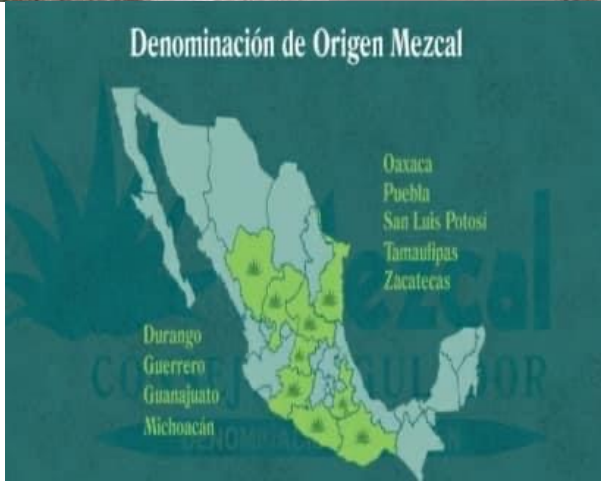 Denominación de Origen Mezcal
Oaxaca
Puebla
San Luis Potosí
Tamaulipas
Zacatecas
Durango
Guerrero
Guanajuato
Michoacán